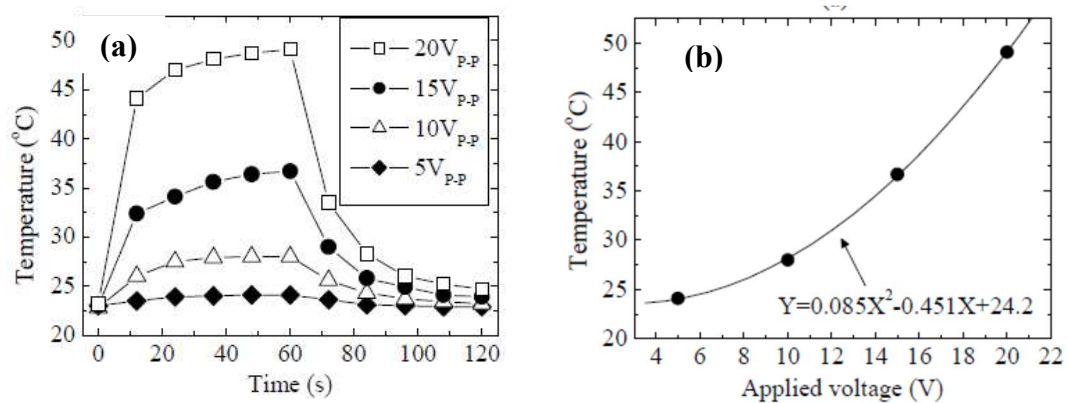 (a)
20V_P-P
15V_P-P
10V_P-P
5V_P-P
Temperature (°C)
50
45
40
35
30
25
20
0 20 40 60 80 100 120
Time (s)
(b)
Temperature (°C)
50
45
40
35
30
25
20
Y=0.085X²-0.451X+24.2
4 6 8 10 12 14 16 18 20 22
Applied voltage (V)